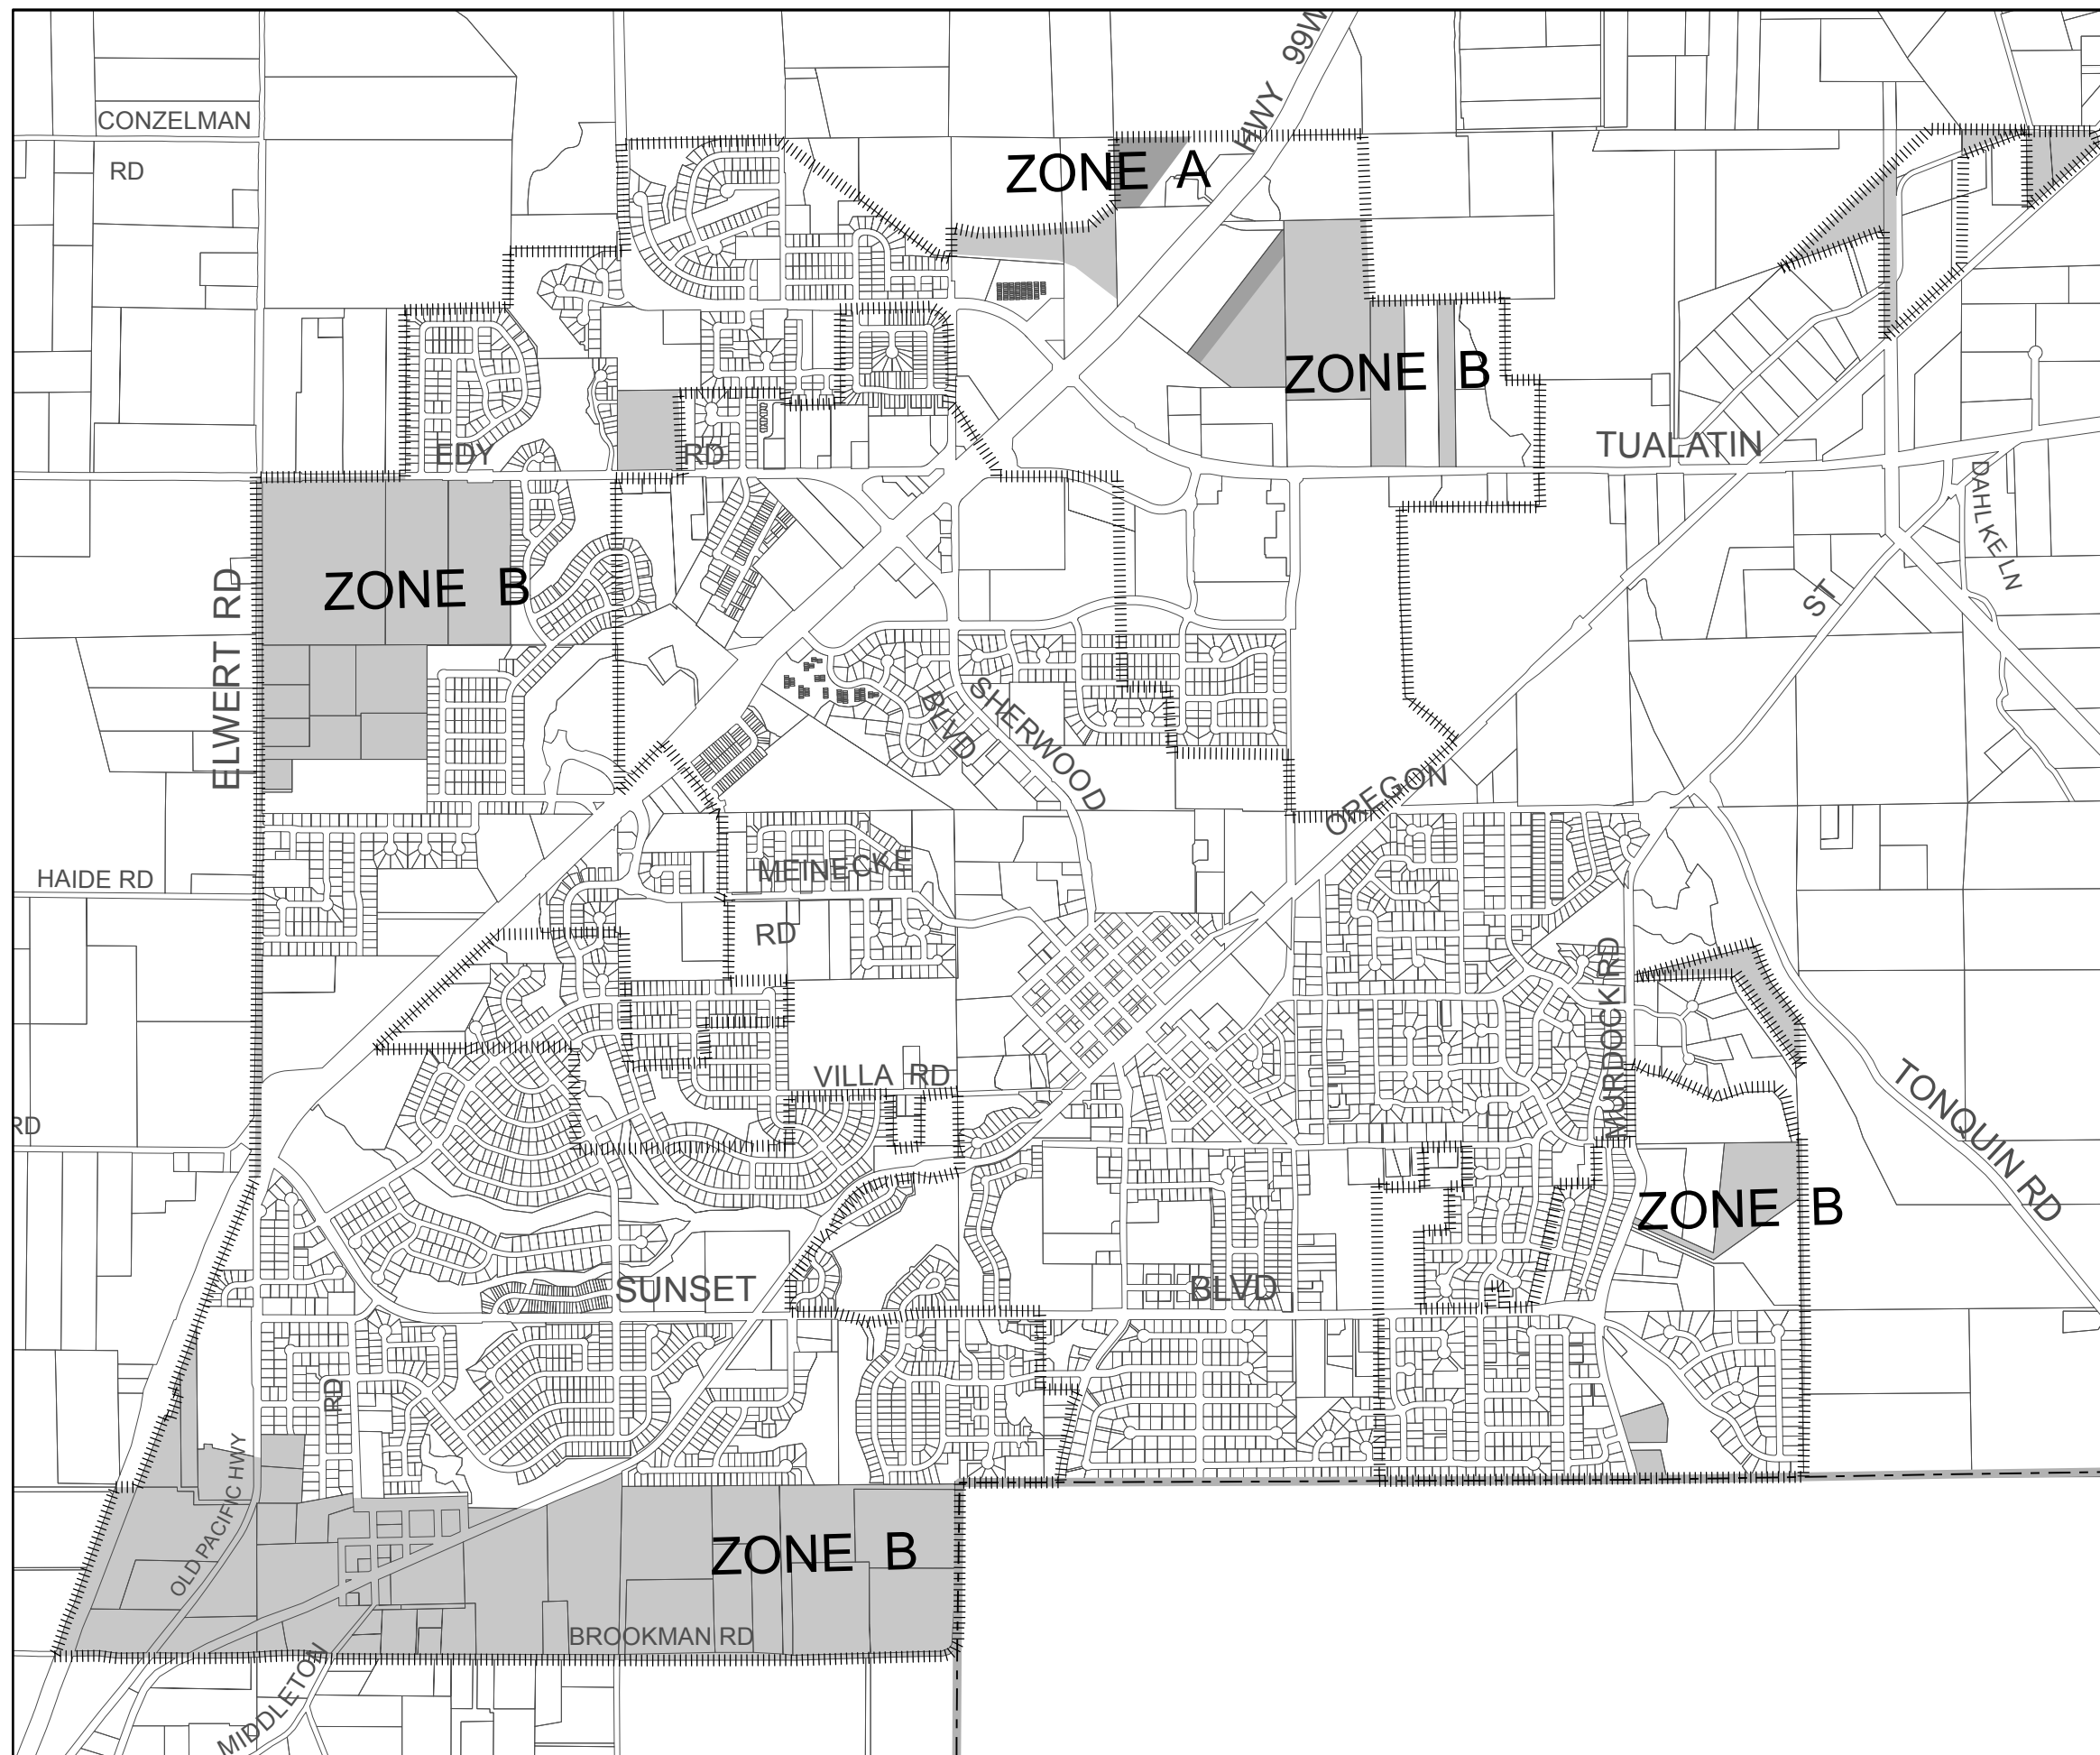 HWY 99W
CONZELMAN
RD
ZONE A
ZONE B
TUALATIN
EDY RD
DAHLKE LN
ZONE B
ELWERT RD
ST
SHERWOOD
BLVD
OREGON
MEINECKE
HAIDE RD
RD
MURDOCK RD
VILLA RD
TONQUIN RD
RD
ZONE B
SUNSET BLVD
RD
OLD PACIFIC HWY
ZONE B
BROOKMAN RD
MIDDLETON